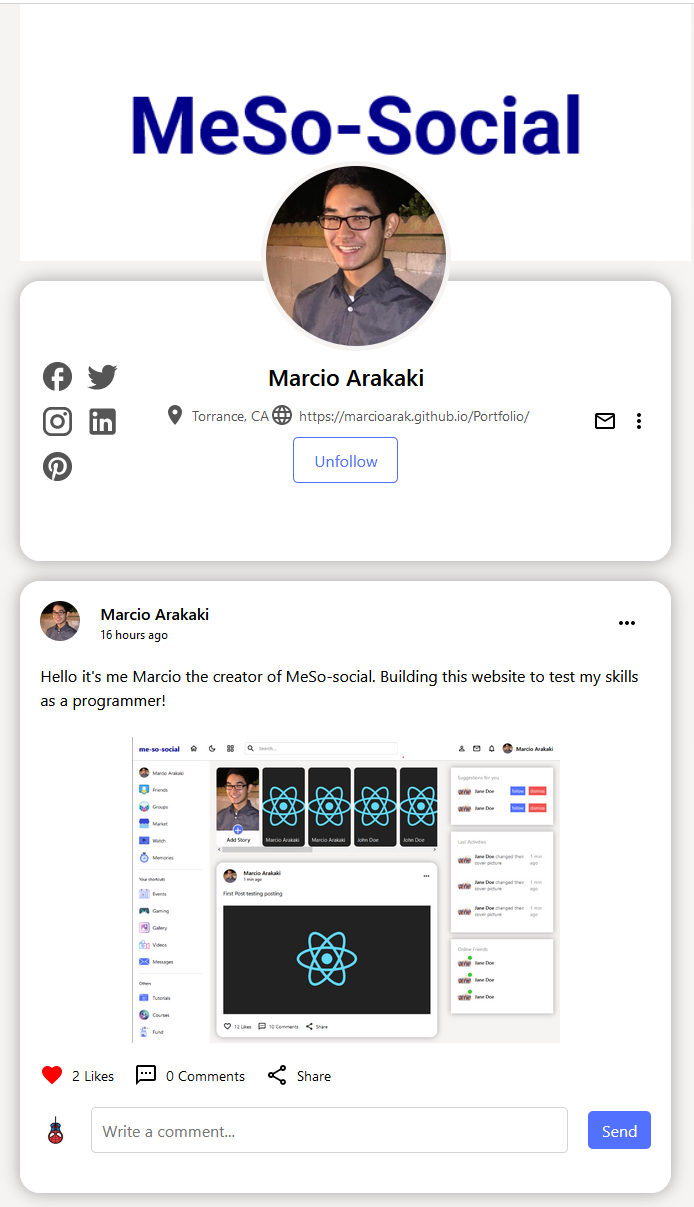 MeSo-Social
Marcio Arakaki
Torrance, CA https://marcioarak.github.io/Portfolio/
Unfollow
Marcio Arakaki
16 hours ago
Hello it's me Marcio the creator of MeSo-social. Building this website to test my skills
as a programmer!
me-so-social Search... Marcio Arakaki
Marcio Arakaki
Friends
Groups
Market
Watch
Memories
Your shortcuts
Events
Gaming
Gallery
Videos
Messages
Others
Tutorials
Courses
Fund
Add Story
Marcio Arakaki
Marcio Arakaki
John Doe
John Doe
Marcio Arakaki
1 min ago
First Post testing posting
12 Likes 10 Comments Share
Suggestions for you
Jane Doe follow dismiss
Jane Doe follow dismiss
Last Activities
Jane Doe changed their 1 min
cover picture ago
Jane Doe changed their 1 min
cover picture ago
Jane Doe changed their 1 min
cover picture ago
Online Friends
Jane Doe
Jane Doe
Jane Doe
2 Likes 0 Comments Share
Write a comment... Send